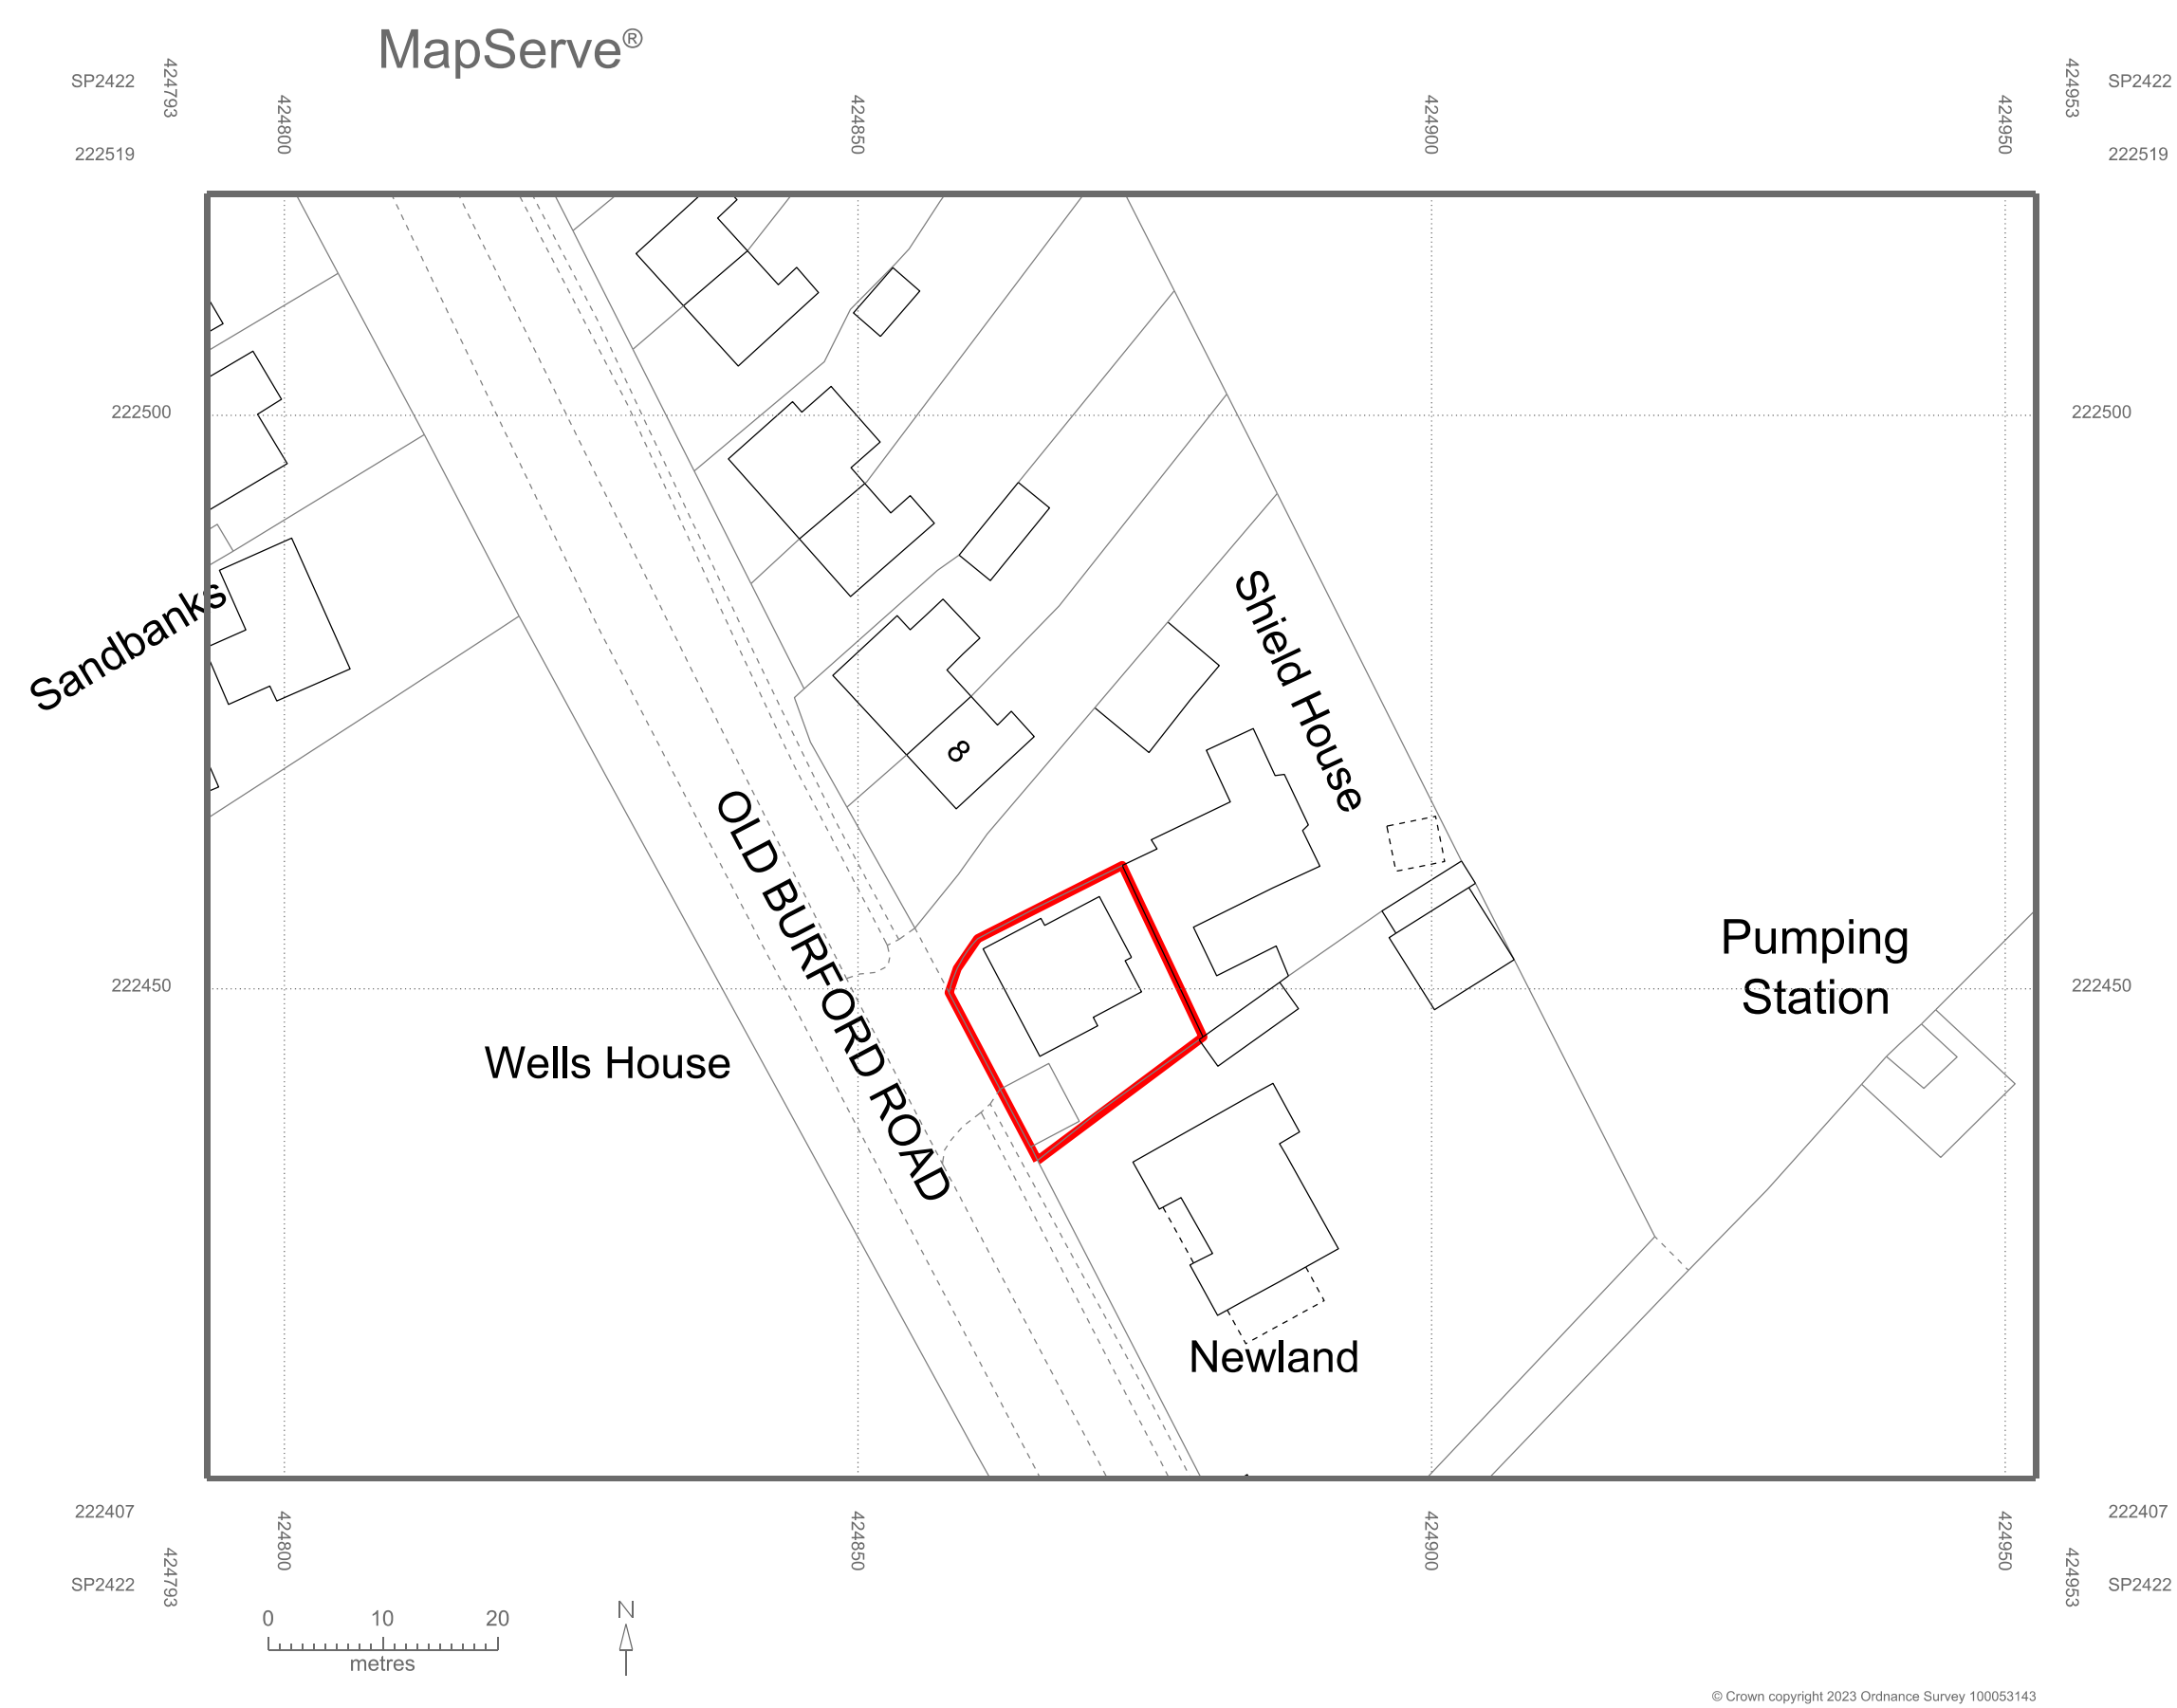 MapServe®
SP2422
424793
424953
SP2422
222519
424800
424850
424900
424950
222519
222500
222500
Sandbanks
Shield House
8
OLD BURFORD ROAD
Pumping
Station
222450
222450
Wells House
Newland
222407
424800
424850
424900
424950
222407
SP2422
424793
424953
SP2422
0 10 20
metres
N
© Crown copyright 2023 Ordnance Survey 100053143